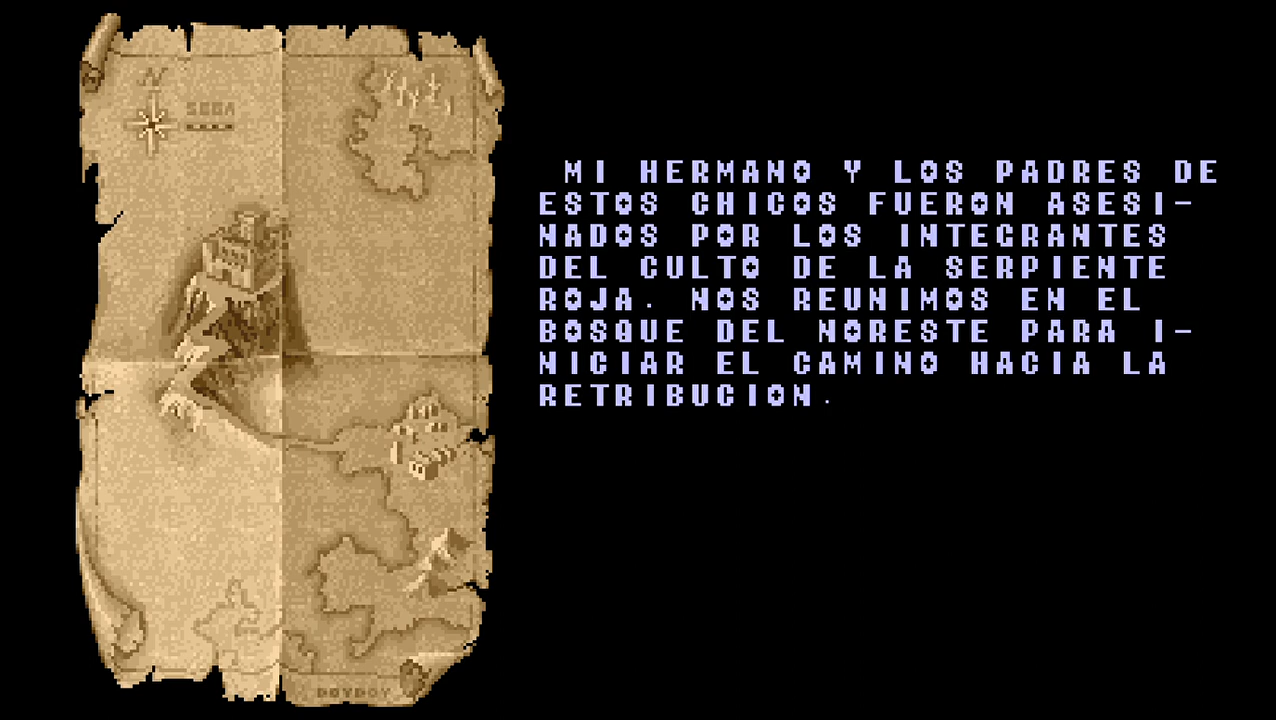 N
SEGA
MI HERMANO Y LOS PADRES DE
ESTOS CHICOS FUERON ASESI-
NADOS POR LOS INTEGRANTES
DEL CULTO DE LA SERPIENTE
ROJA. NOS REUNIMOS EN EL
BOSQUE DEL NORESTE PARA I-
NICIAR EL CAMINO HACIA LA
RETRIBUCION.